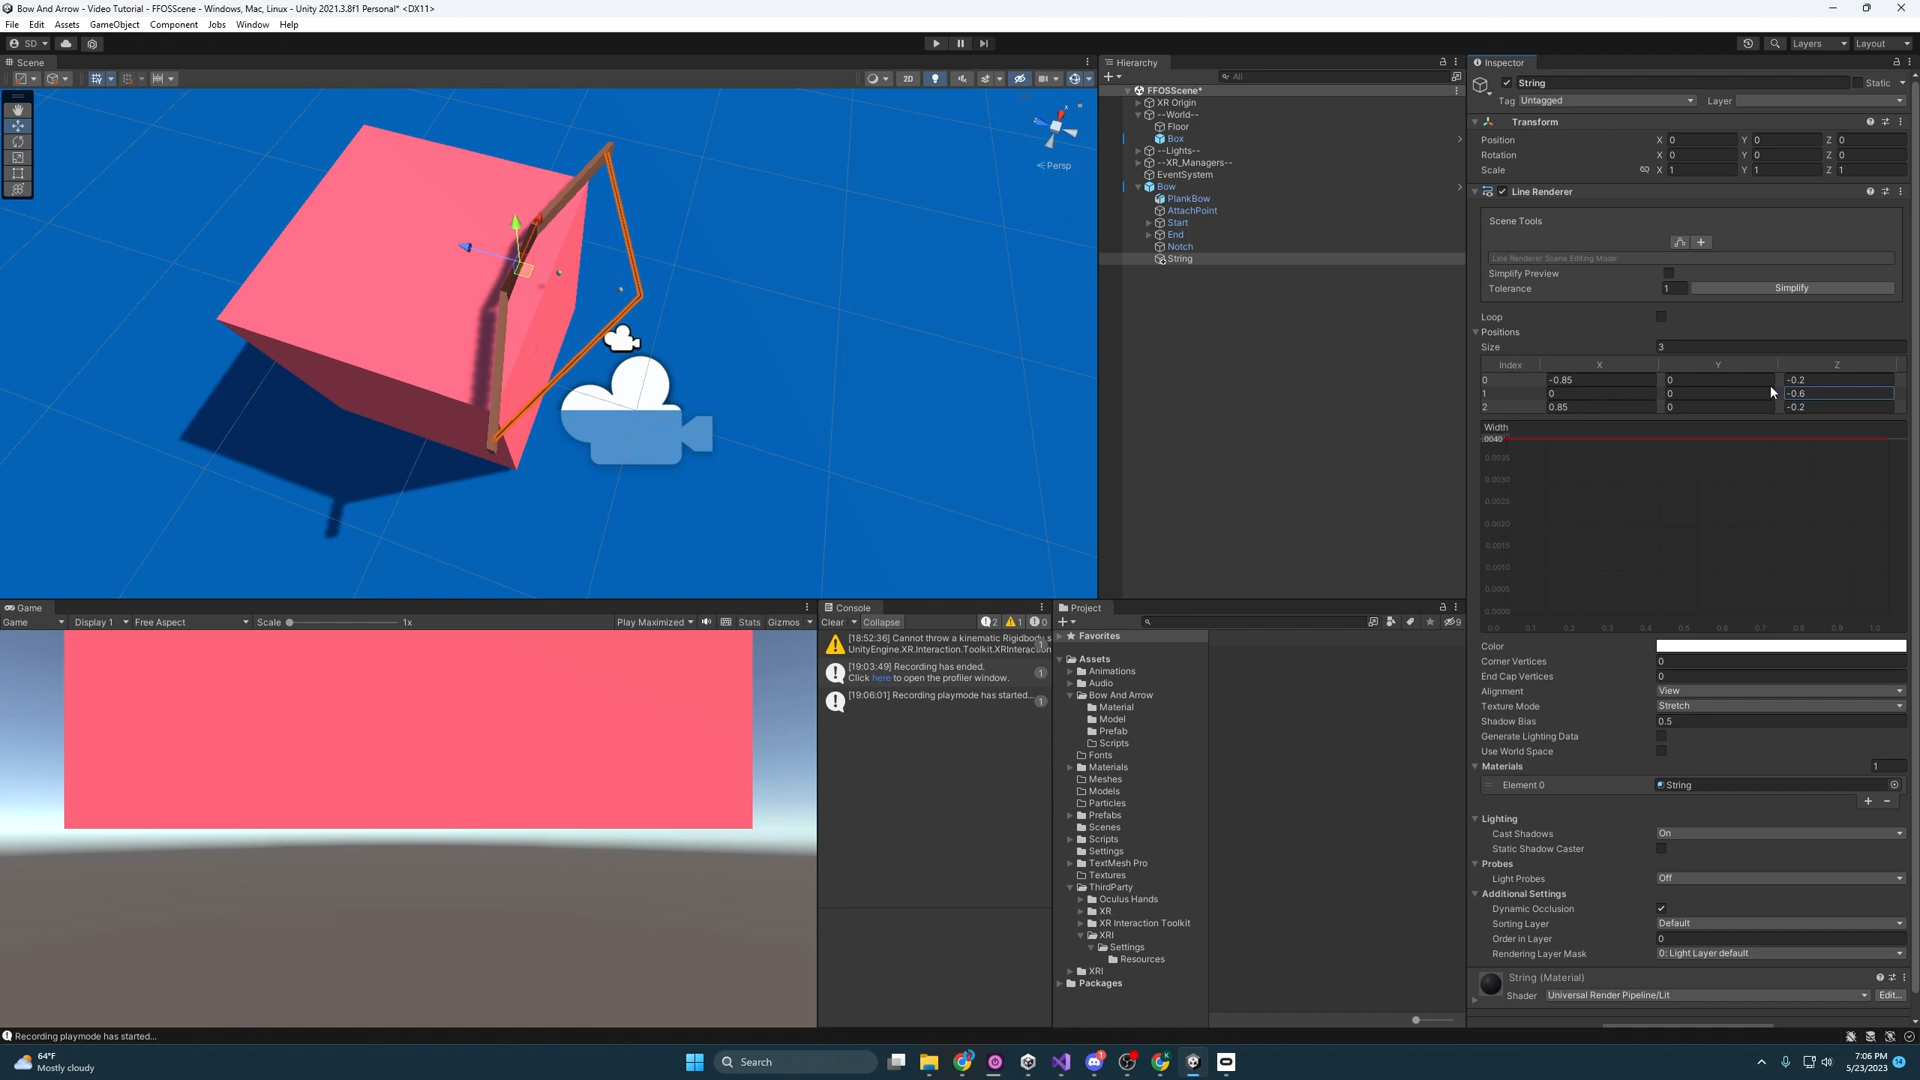 Bow And Arrow - Video Tutorial - FFOSScene - Windows, Mac, Linux - Unity 2021.3.8f1 Personal* <DX11>
File Edit Assets GameObject Component Jobs Window Help
SD Layers Layout
Scene
2D
Persp
Hierarchy
All
FFOSScene*
XR Origin
--World--
Floor
Box
--Lights--
--XR_Managers--
EventSystem
Bow
PlankBow
AttachPoint
Start
End
Notch
String
Inspector
String Static
Tag Untagged Layer
Transform
Position X 0 Y 0 Z 0
Rotation X 0 Y 0 Z 0
Scale X 1 Y 1 Z 1
Line Renderer
Scene Tools
Line Renderer Scene Editing Mode:
Simplify Preview
Tolerance 1 Simplify
Loop
Positions
Size 3
Index X Y Z
0 -0.85 0 -0.2
1 0 0 -0.6
2 0.85 0 -0.2
Width
.0040
0.0035
0.0030
0.0025
0.0020
0.0015
0.0010
0.0005
0.0000
0.0 0.1 0.2 0.3 0.4 0.5 0.6 0.7 0.8 0.9 1.0
Color
Corner Vertices 0
End Cap Vertices 0
Alignment View
Texture Mode Stretch
Shadow Bias 0.5
Generate Lighting Data
Use World Space
Materials 1
Element 0 String
Lighting
Cast Shadows On
Static Shadow Caster
Probes
Light Probes Off
Additional Settings
Dynamic Occlusion
Sorting Layer Default
Order in Layer 0
Rendering Layer Mask 0: Light Layer default
String (Material)
Shader Universal Render Pipeline/Lit Edit...
Game
Game Display 1 Free Aspect Scale 1x Play Maximized Stats Gizmos
Console
Clear Collapse 2 1 0
[18:52:36] Cannot throw a kinematic Rigidbody s
UnityEngine.XR.Interaction.Toolkit.XRInteraction
1
[19:03:49] Recording has ended.
Click here to open the profiler window.
1
[19:06:01] Recording playmode has started...
1
Project
9
Favorites
Assets
Animations
Audio
Bow And Arrow
Material
Model
Prefab
Scripts
Fonts
Materials
Meshes
Models
Particles
Prefabs
Scenes
Scripts
Settings
TextMesh Pro
Textures
ThirdParty
Oculus Hands
XR
XR Interaction Toolkit
XRI
Settings
Resources
XRI
Packages
Recording playmode has started...
64°F
Mostly cloudy
Search
7:06 PM
5/23/2023
14